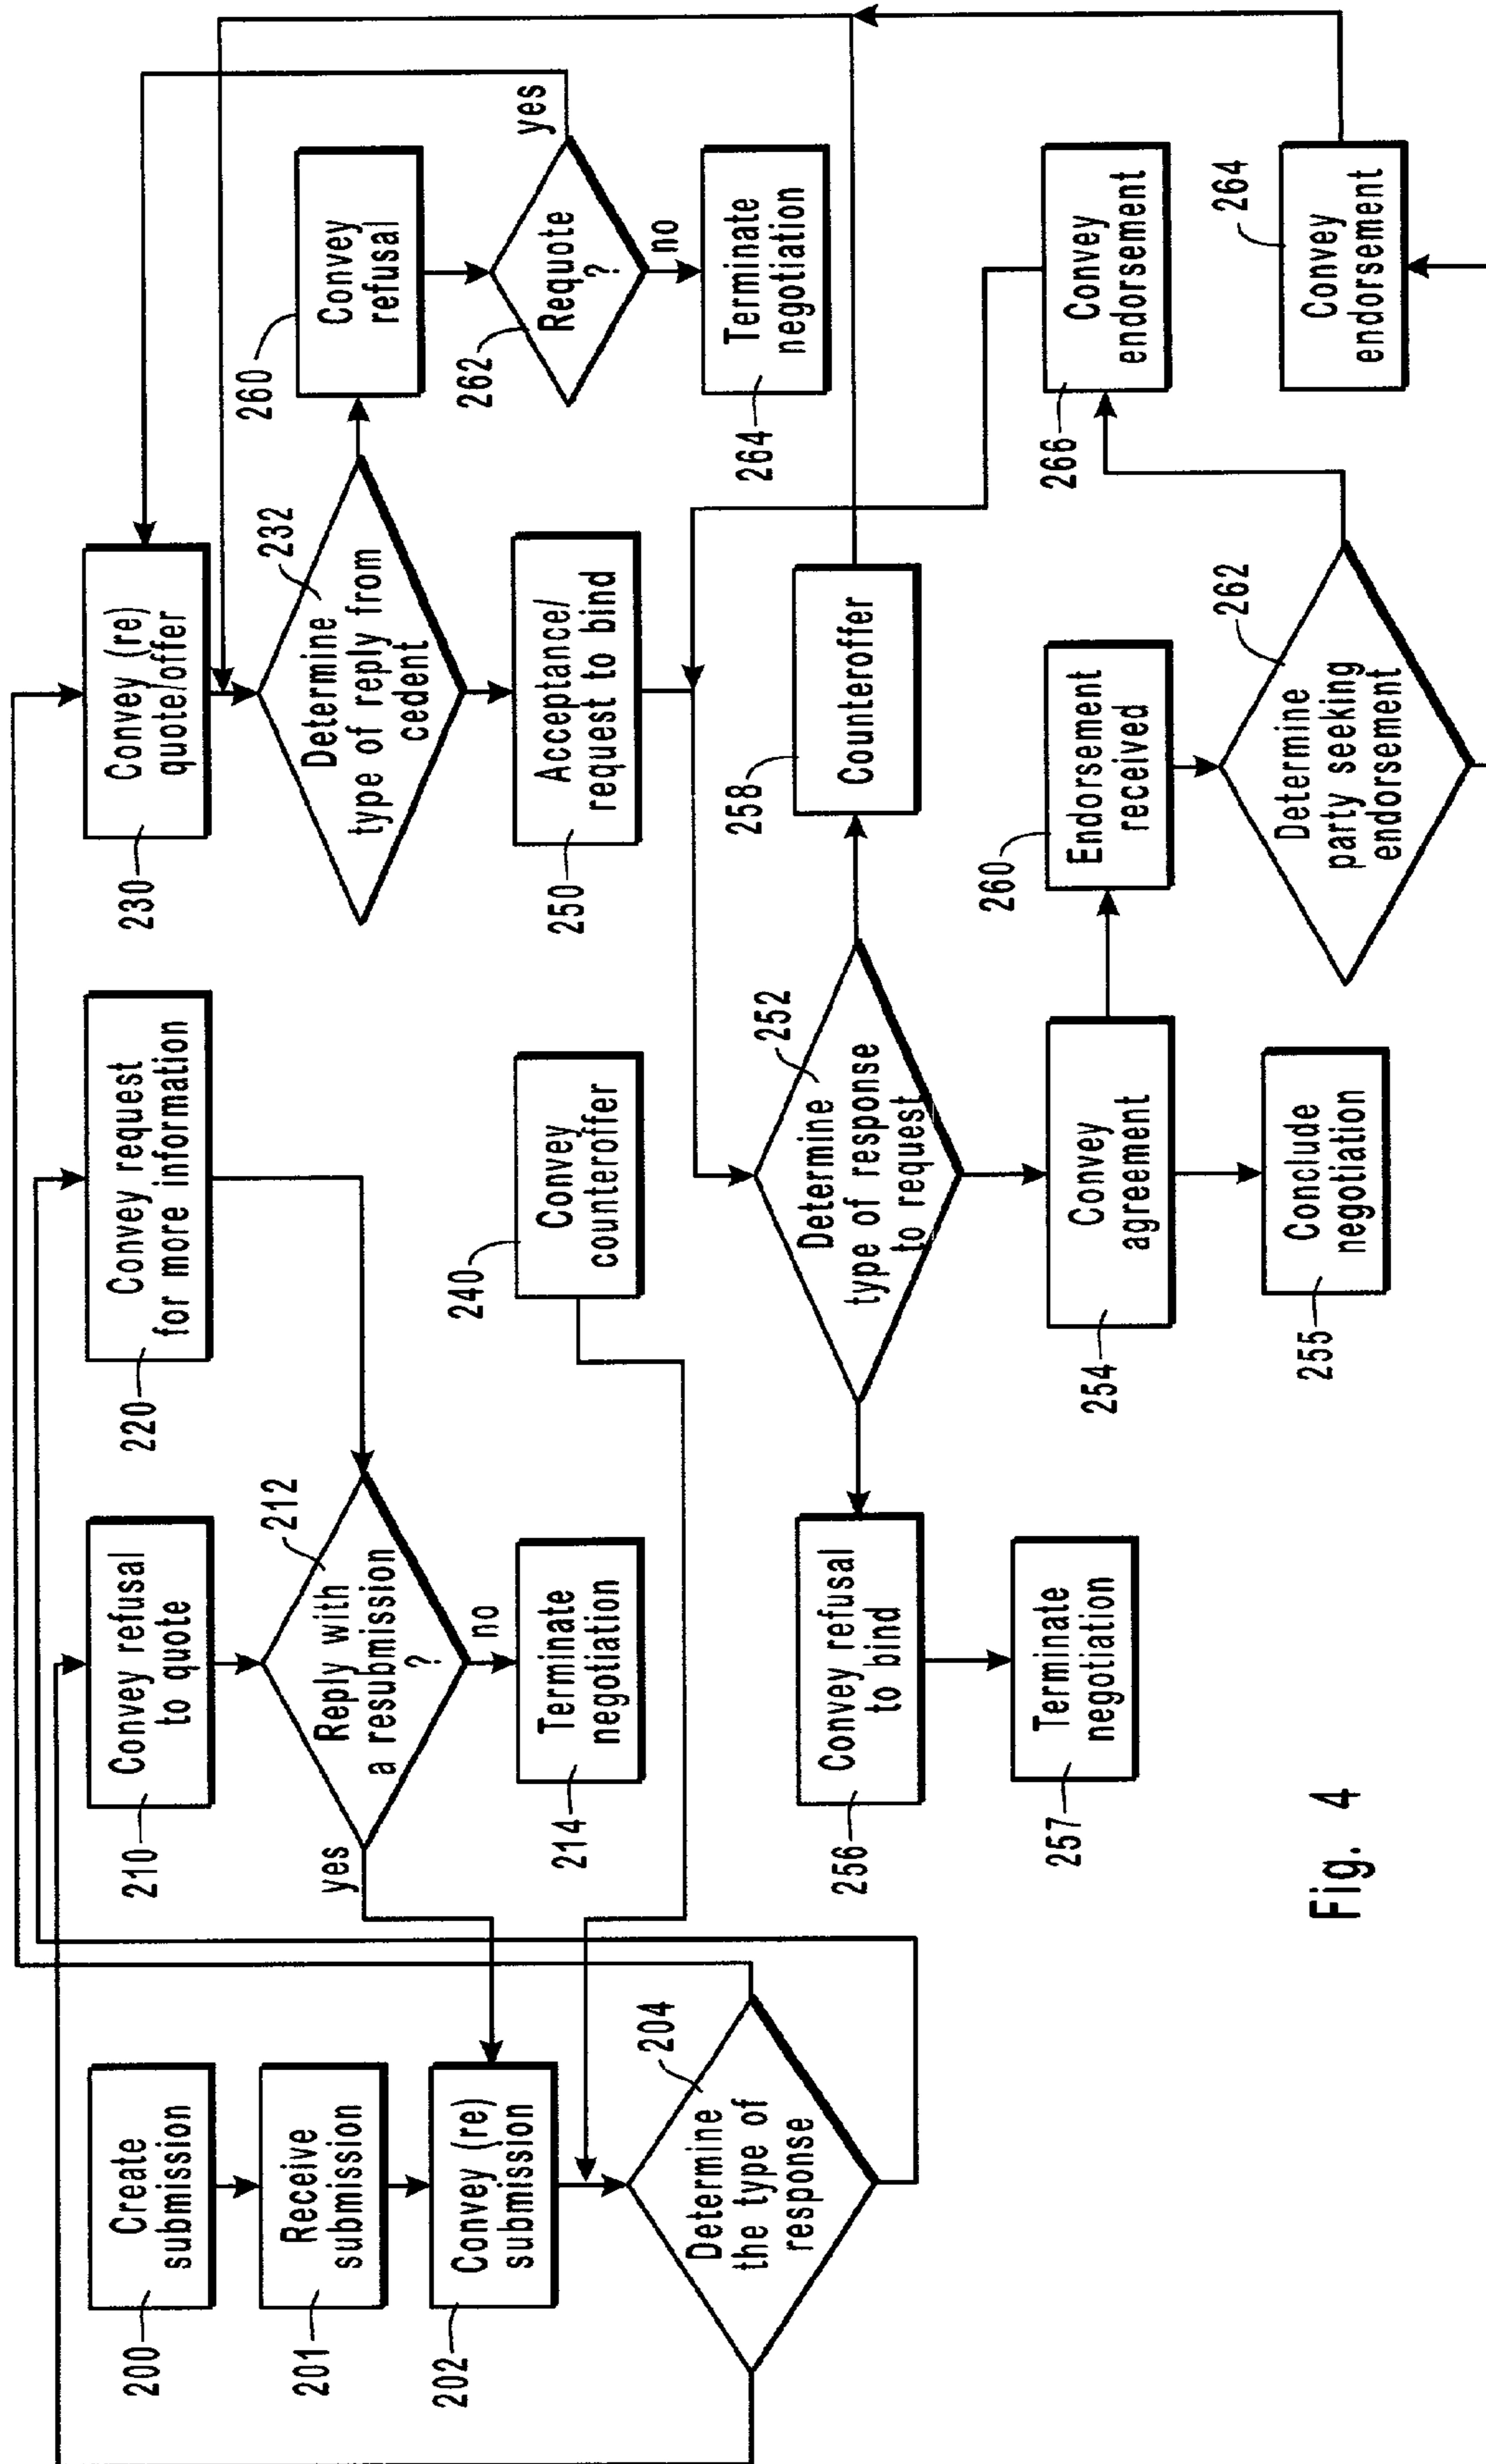 200
Create
submission
201
Receive
submission
202
Convey (re)
submission
204
Determine
the type of
response
210
Convey refusal
to quote
212
Reply with
a resubmission
?
yes
no
214
Terminate
negotiation
220
Convey request
for more information
240
Convey
counteroffer
230
Convey (re)
quote/offer
232
Determine
type of reply from
cedent
260
Convey
refusal
262
Requote
?
yes
no
264
Terminate
negotiation
250
Acceptance/
request to bind
252
Determine
type of response
to request
258
Counteroffer
256
Convey refusal
to bind
257
Terminate
negotiation
254
Convey
agreement
255
Conclude
negotiation
260
Endorsement
received
262
Determine
party seeking
endorsement
266
Convey
endorsement
264
Convey
endorsement
Fig. 4